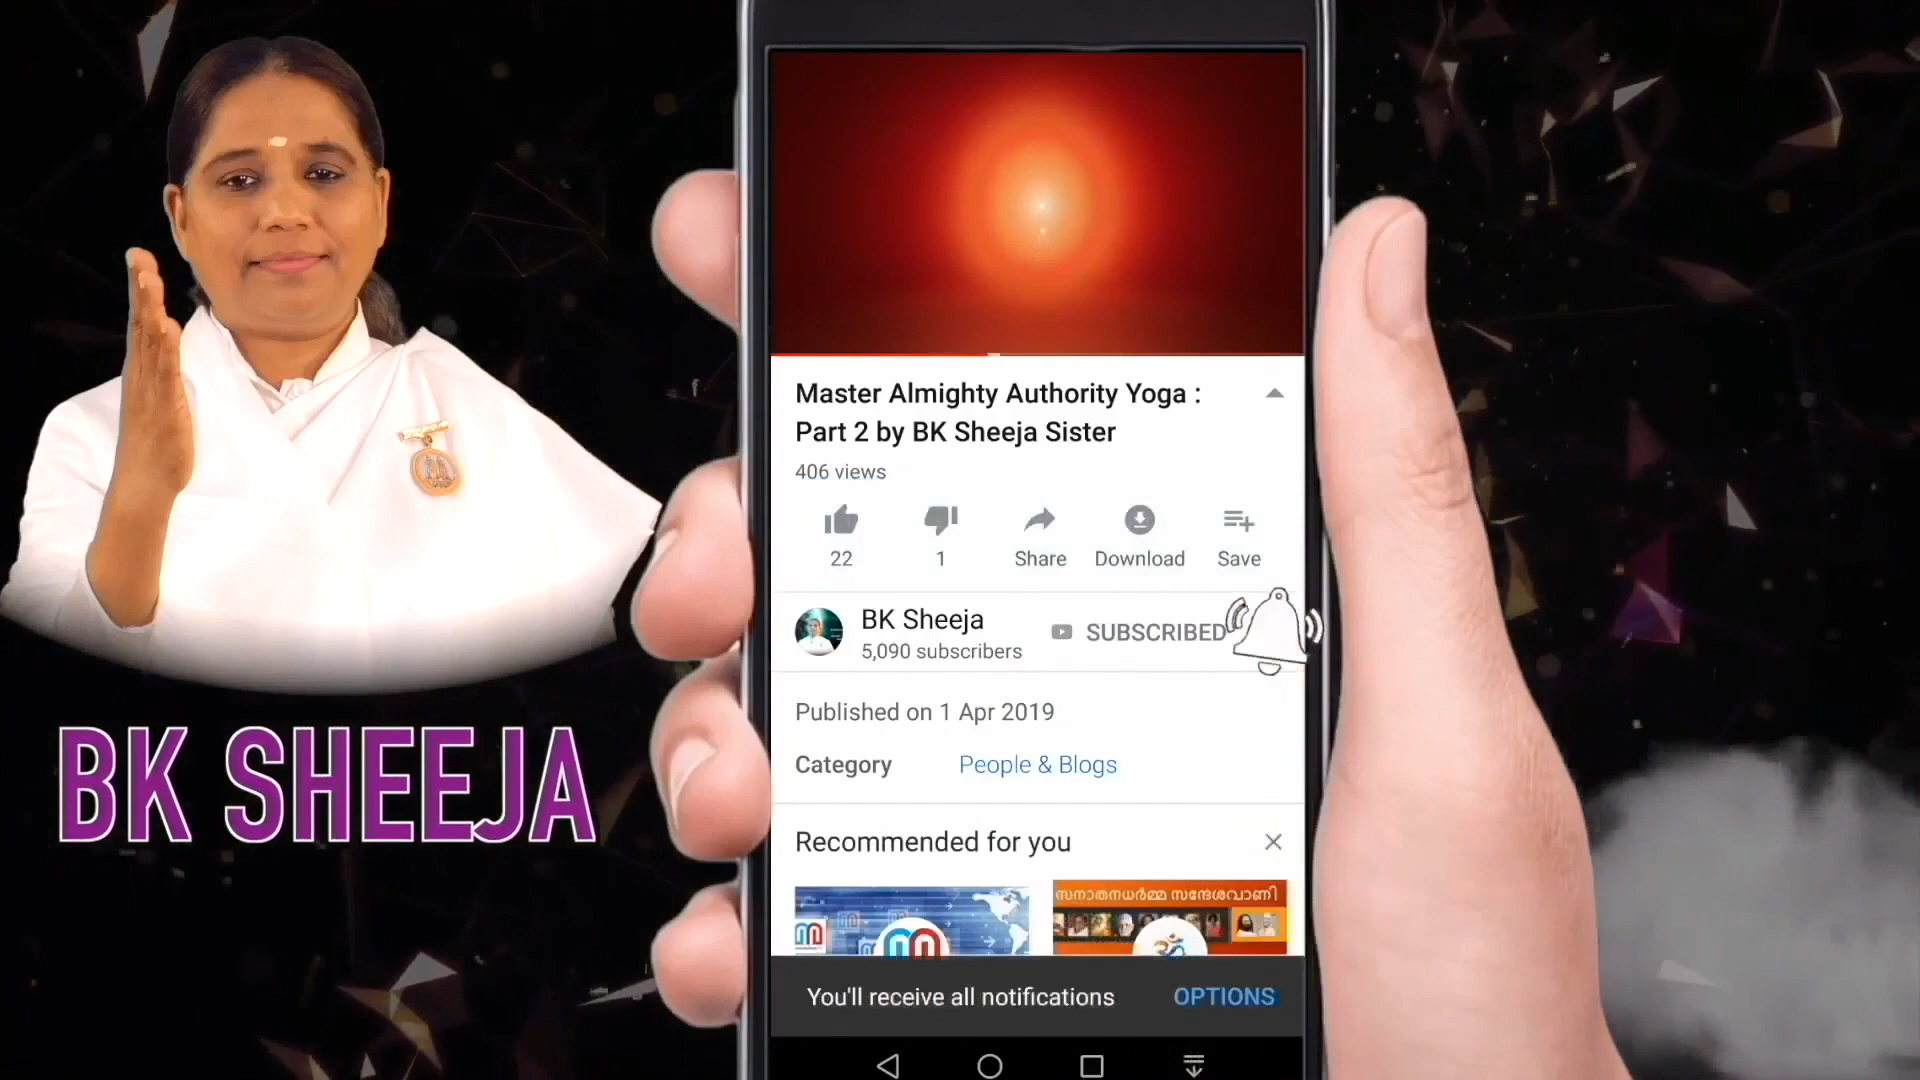 BK SHEEJA
Master Almighty Authority Yoga :
Part 2 by BK Sheeja Sister
406 views
22
1
Share
Download
Save
BK Sheeja
5,090 subscribers
SUBSCRIBED
Published on 1 Apr 2019
Category
People & Blogs
Recommended for you
സനാതനധർമ്മ സന്ദേശവാണി
You'll receive all notifications
OPTIONS